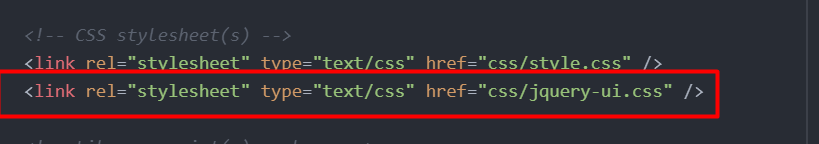 <!-- CSS stylesheet(s) -->
<link rel="stylesheet" type="text/css" href="css/style.css" />
<link rel="stylesheet" type="text/css" href="css/jquery-ui.css" />